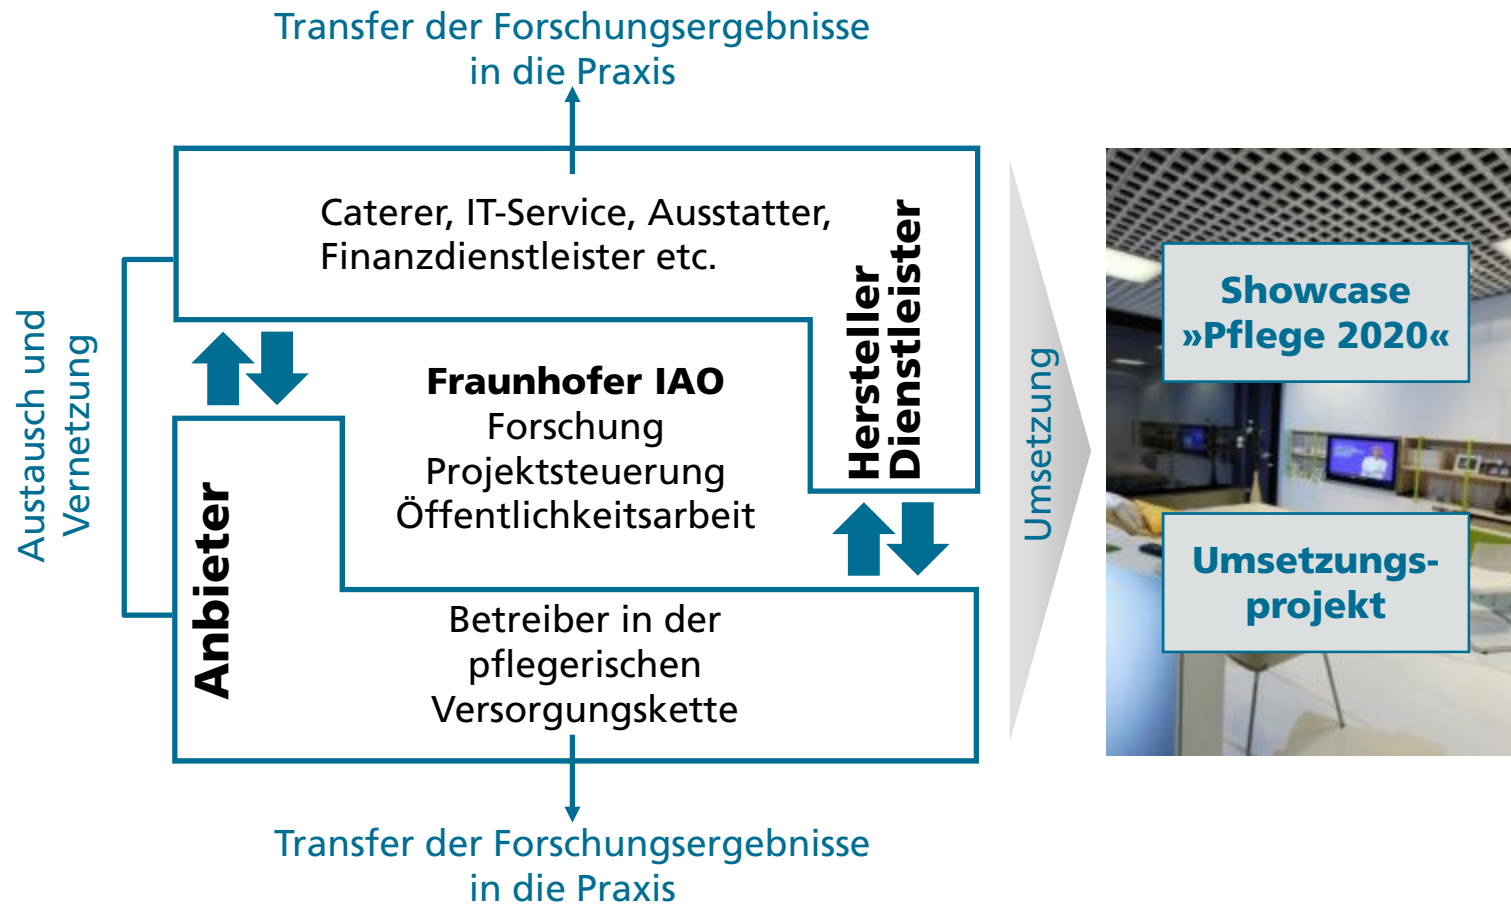 Transfer der Forschungsergebnisse
in die Praxis
Caterer, IT-Service, Ausstatter,
Finanzdienstleister etc.
Hersteller
Dienstleister
Austausch und
Vernetzung
Fraunhofer IAO
Forschung
Projektsteuerung
Öffentlichkeitsarbeit
Anbieter
Betreiber in der
pflegerischen
Versorgungskette
Transfer der Forschungsergebnisse
in die Praxis
Umsetzung
Showcase
»Pflege 2020«
Umsetzungs-
projekt